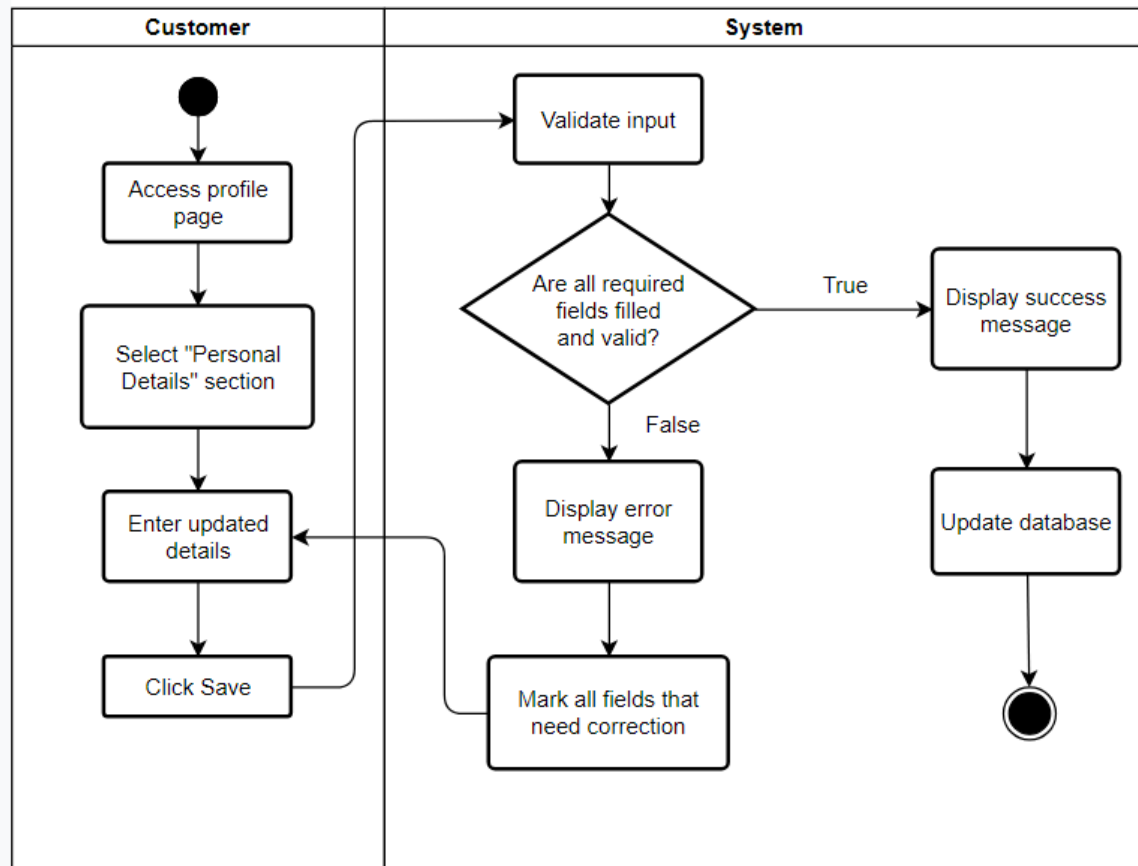 Customer
System
Access profile
page
Select "Personal
Details" section
Enter updated
details
Click Save
Validate input
Are all required
fields filled
and valid?
True
False
Display error
message
Mark all fields that
need correction
Display success
message
Update database